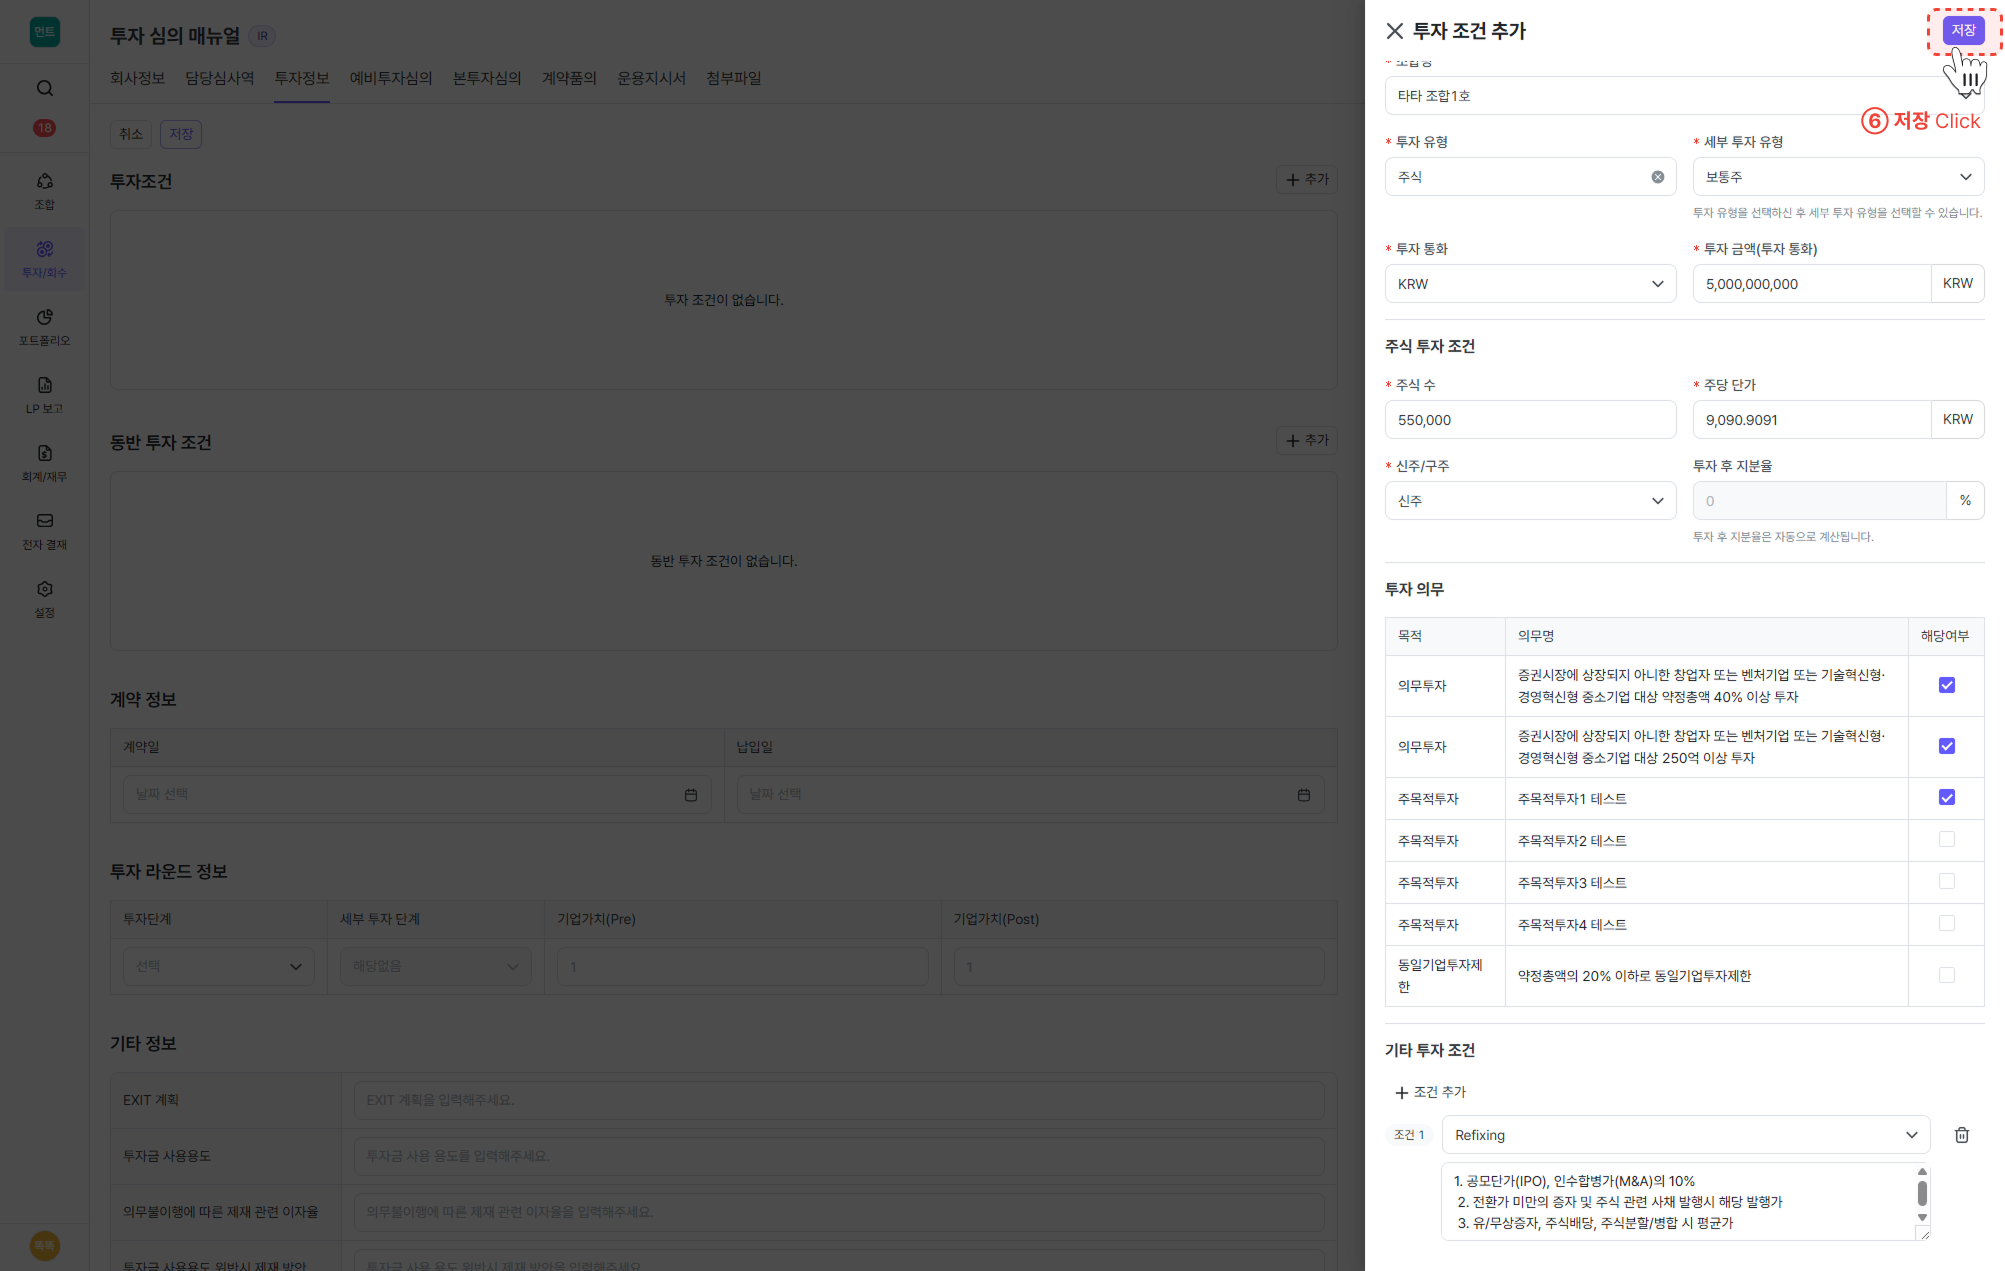 먼트
18
조합
투자/회수
포트폴리오
LP 보고
회계/재무
전자 결재
설정
똑똑
투자 심의 매뉴얼 IR
회사정보 담당심사역 투자정보 예비투자심의 본투자심의 계약품의 운용지시서 첨부파일
취소 저장
투자조건 추가
투자 조건이 없습니다.
동반 투자 조건 추가
동반 투자 조건이 없습니다.
계약 정보
계약일 납입일
날짜 선택 날짜 선택
투자 라운드 정보
투자단계 세부 투자 단계 기업가치(Pre) 기업가치(Post)
선택 해당없음 1 1
기타 정보
EXIT 계획 EXIT 계획을 입력해주세요.
투자금 사용용도 투자금 사용 용도를 입력해주세요.
의무불이행에 따른 제재 관련 이자율 의무불이행에 따른 제재 관련 이자율을 입력해주세요.
투자금 사용용도 위반시 제재 방안 투자금 사용 용도 위반시 제재 방안을 입력해주세요.
투자 조건 추가 저장
* 조합명
타타 조합1호
⑥ 저장 Click
* 투자 유형 * 세부 투자 유형
주식 보통주
투자 유형을 선택하신 후 세부 투자 유형을 선택할 수 있습니다.
* 투자 통화 * 투자 금액(투자 통화)
KRW 5,000,000,000 KRW
주식 투자 조건
* 주식 수 * 주당 단가
550,000 9,090.9091 KRW
* 신주/구주 투자 후 지분율
신주 0 %
투자 후 지분율은 자동으로 계산됩니다.
투자 의무
목적 의무명 해당여부
의무투자 증권시장에 상장되지 아니한 창업자 또는 벤처기업 또는 기술혁신형·
경영혁신형 중소기업 대상 약정총액 40% 이상 투자
의무투자 증권시장에 상장되지 아니한 창업자 또는 벤처기업 또는 기술혁신형·
경영혁신형 중소기업 대상 250억 이상 투자
주목적투자 주목적투자1 테스트
주목적투자 주목적투자2 테스트
주목적투자 주목적투자3 테스트
주목적투자 주목적투자4 테스트
동일기업투자제
한 약정총액의 20% 이하로 동일기업투자제한
기타 투자 조건
조건 추가
조건 1 Refixing
1. 공모단가(IPO), 인수합병가(M&A)의 10%
2. 전환가 미만의 증자 및 주식 관련 사채 발행시 해당 발행가
3. 유/무상증자, 주식배당, 주식분할/병합 시 평균가